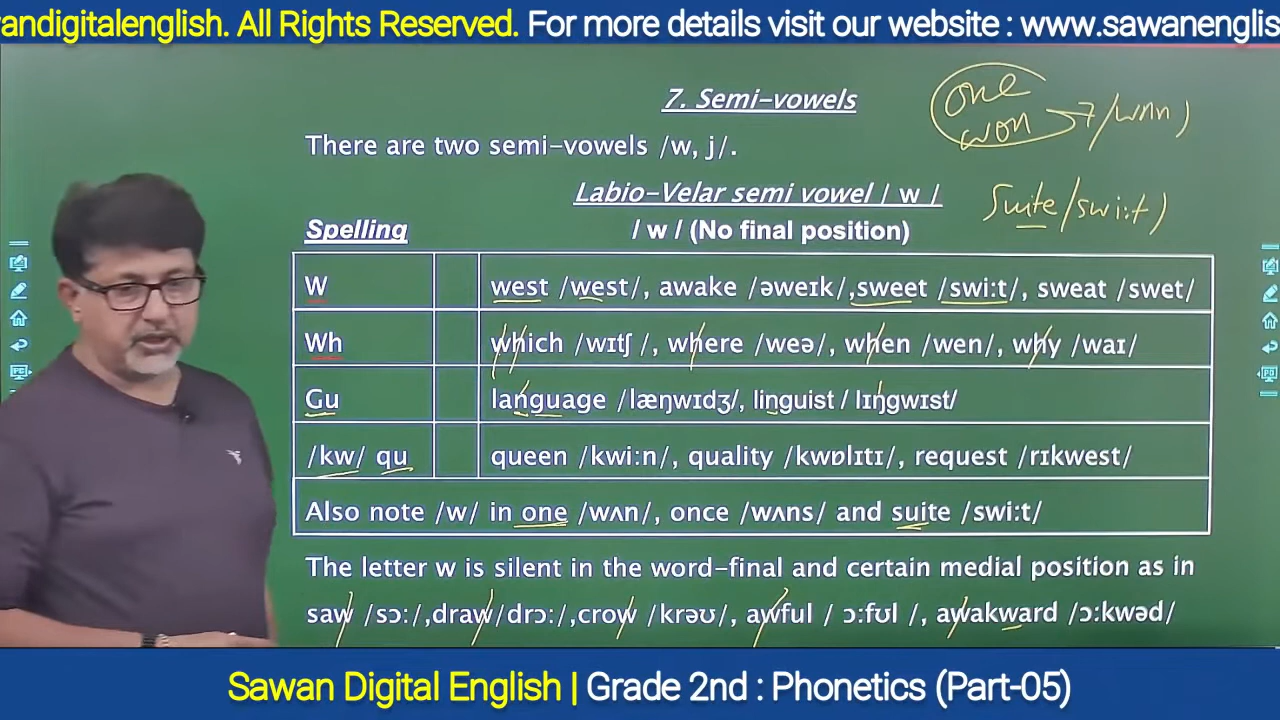 andigitalenglish. All Rights Reserved. For more details visit our website : www.sawanenglis
7. Semi-vowels
one
won /wʌn)
There are two semi-vowels /w, j/.
Labio-Velar semi vowel / w /
suite/swi:t)
Spelling / w / (No final position)
W west /west/, awake /əweɪk/,sweet /swi:t/, sweat /swet/
Wh which /wɪtʃ /, where /weə/, when /wen/, why /waɪ/
Gu language /læŋwɪdʒ/, linguist / lɪŋgwɪst/
/kw/ qu queen /kwi:n/, quality /kwɒlɪtɪ/, request /rɪkwest/
Also note /w/ in one /wʌn/, once /wʌns/ and suite /swi:t/
The letter w is silent in the word-final and certain medial position as in
saw /sɔ:/,draw/drɔ:/,crow /krəʊ/, awful / ɔ:fʊl /, awakward /ɔ:kwəd/
Sawan Digital English | Grade 2nd : Phonetics (Part-05)